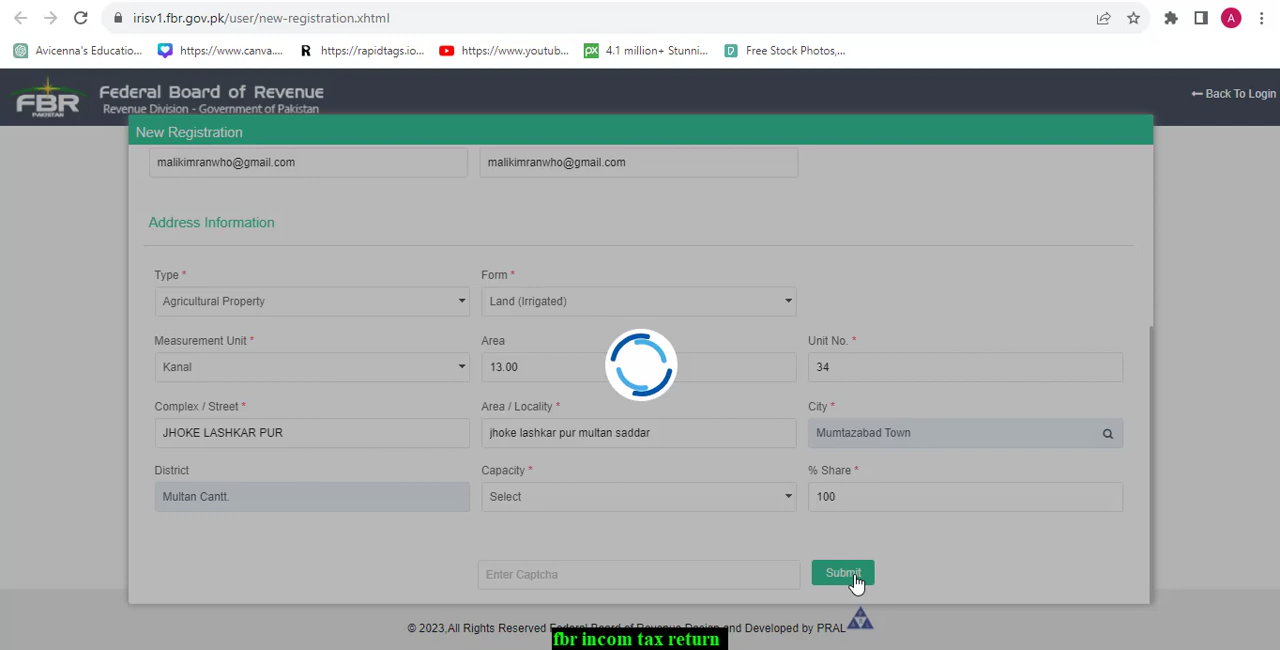 irisv1.fbr.gov.pk/user/new-registration.xhtml
A
Avicenna's Educatio...
https://www.canva....
R https://rapidtags.io...
https://www.youtub...
px 4.1 million+ Stunni...
Free Stock Photos,...
FBR
PAKISTAN
Federal Board of Revenue
Revenue Division - Government of Pakistan
Back To Login
New Registration
malikimranwho@gmail.com malikimranwho@gmail.com
Address Information
Type * Form *
Agricultural Property Land (Irrigated)
Measurement Unit * Area Unit No. *
Kanal 13.00 34
Complex / Street * Area / Locality * City *
JHOKE LASHKAR PUR jhoke lashkar pur multan saddar Mumtazabad Town
District Capacity * % Share *
Multan Cantt. Select 100
Enter Captcha Submit
© 2023,All Rights Reserved Federal Board of Revenue Design and Developed by PRAL
fbr incom tax return